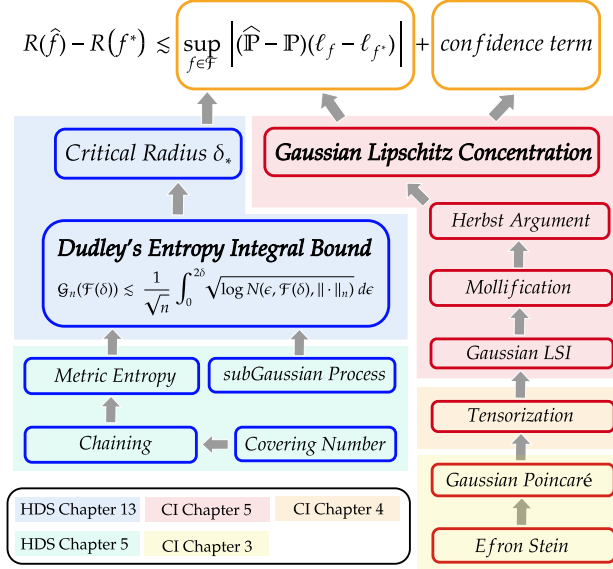 R(f̂) − R(f*) ≲ sup_{f∈ℱ} |(ℙ̂ − ℙ)(ℓ_f − ℓ_{f*})| + confidence term
Critical Radius δ_*
Gaussian Lipschitz Concentration
Herbst Argument
Dudley's Entropy Integral Bound
𝒢_n(ℱ(δ)) ≲ 1/√n ∫_0^{2δ} √(log N(ϵ, ℱ(δ), ‖·‖_n)) dϵ
Mollification
Gaussian LSI
Metric Entropy
subGaussian Process
Tensorization
Chaining
Covering Number
Gaussian Poincaré
Efron Stein
HDS Chapter 13
CI Chapter 5
CI Chapter 4
HDS Chapter 5
CI Chapter 3